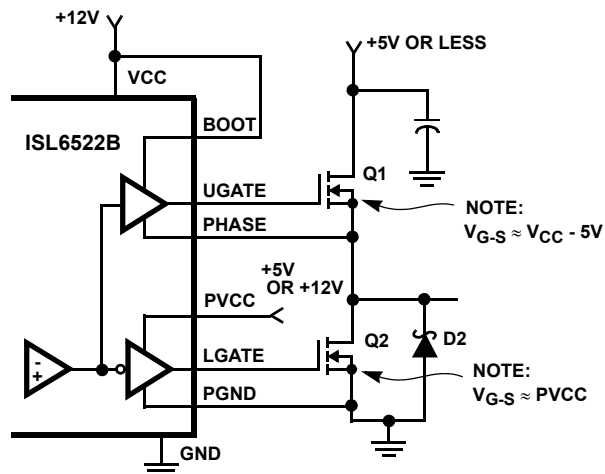 +12V
+5V OR LESS
VCC
BOOT
ISL6522B
Q1
UGATE
NOTE:
VG-S ≈ VCC - 5V
PHASE
+5V
OR +12V
PVCC
Q2
D2
-
+
LGATE
NOTE:
VG-S ≈ PVCC
PGND
GND